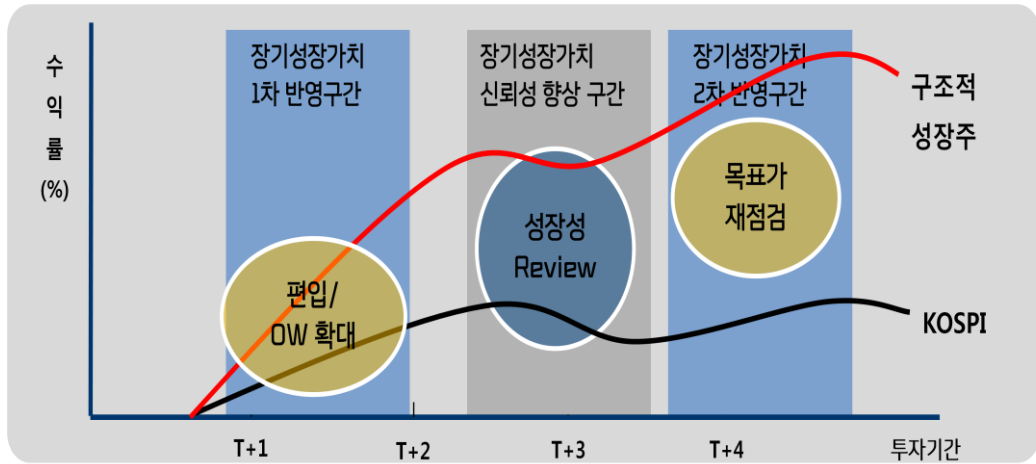 수
익
률
(%)
장기성장가치
1차 반영구간
장기성장가치
신뢰성 향상 구간
장기성장가치
2차 반영구간
구조적
성장주
목표가
재점검
성장성
Review
편입/
OW 확대
KOSPI
T+1
T+2
T+3
T+4
투자기간